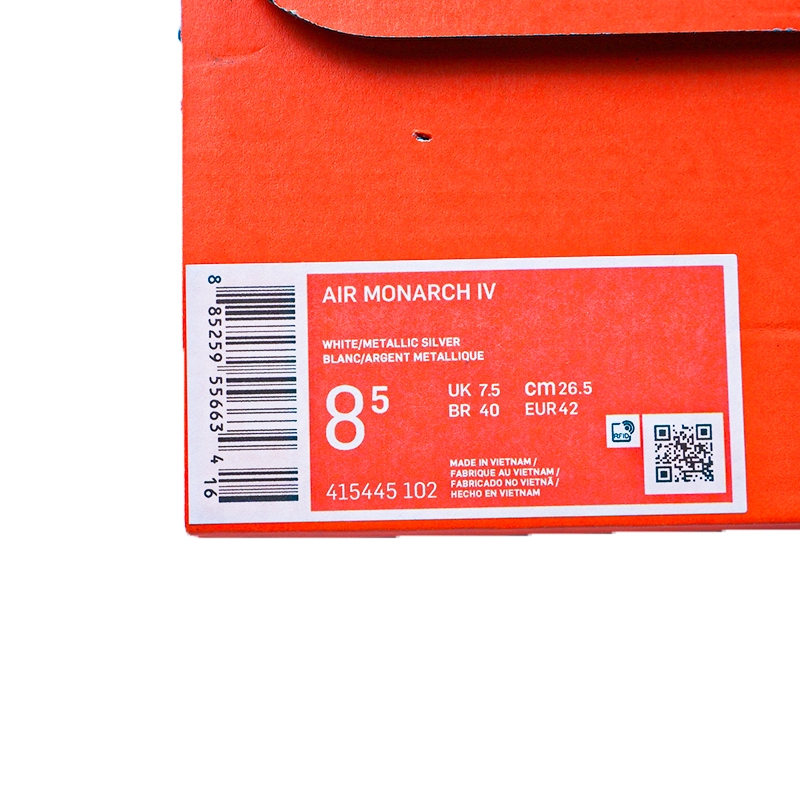 AIR MONARCH IV
WHITE/METALLIC SILVER
BLANC/ARGENT METALLIQUE
8 5
UK 7.5 cm 26.5
BR 40 EUR 42
RFID
415445 102
MADE IN VIETNAM /
FABRIQUE AU VIETNAM /
FABRICADO NO VIETNÃ /
HECHO EN VIETNAM
8 85259 55663 4 16